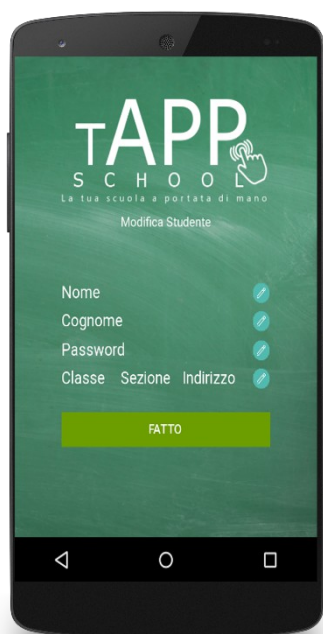 TAPP
SCHOOL
La tua scuola a portata di mano
Modifica Studente
Nome
Cognome
Password
Classe Sezione Indirizzo
FATTO